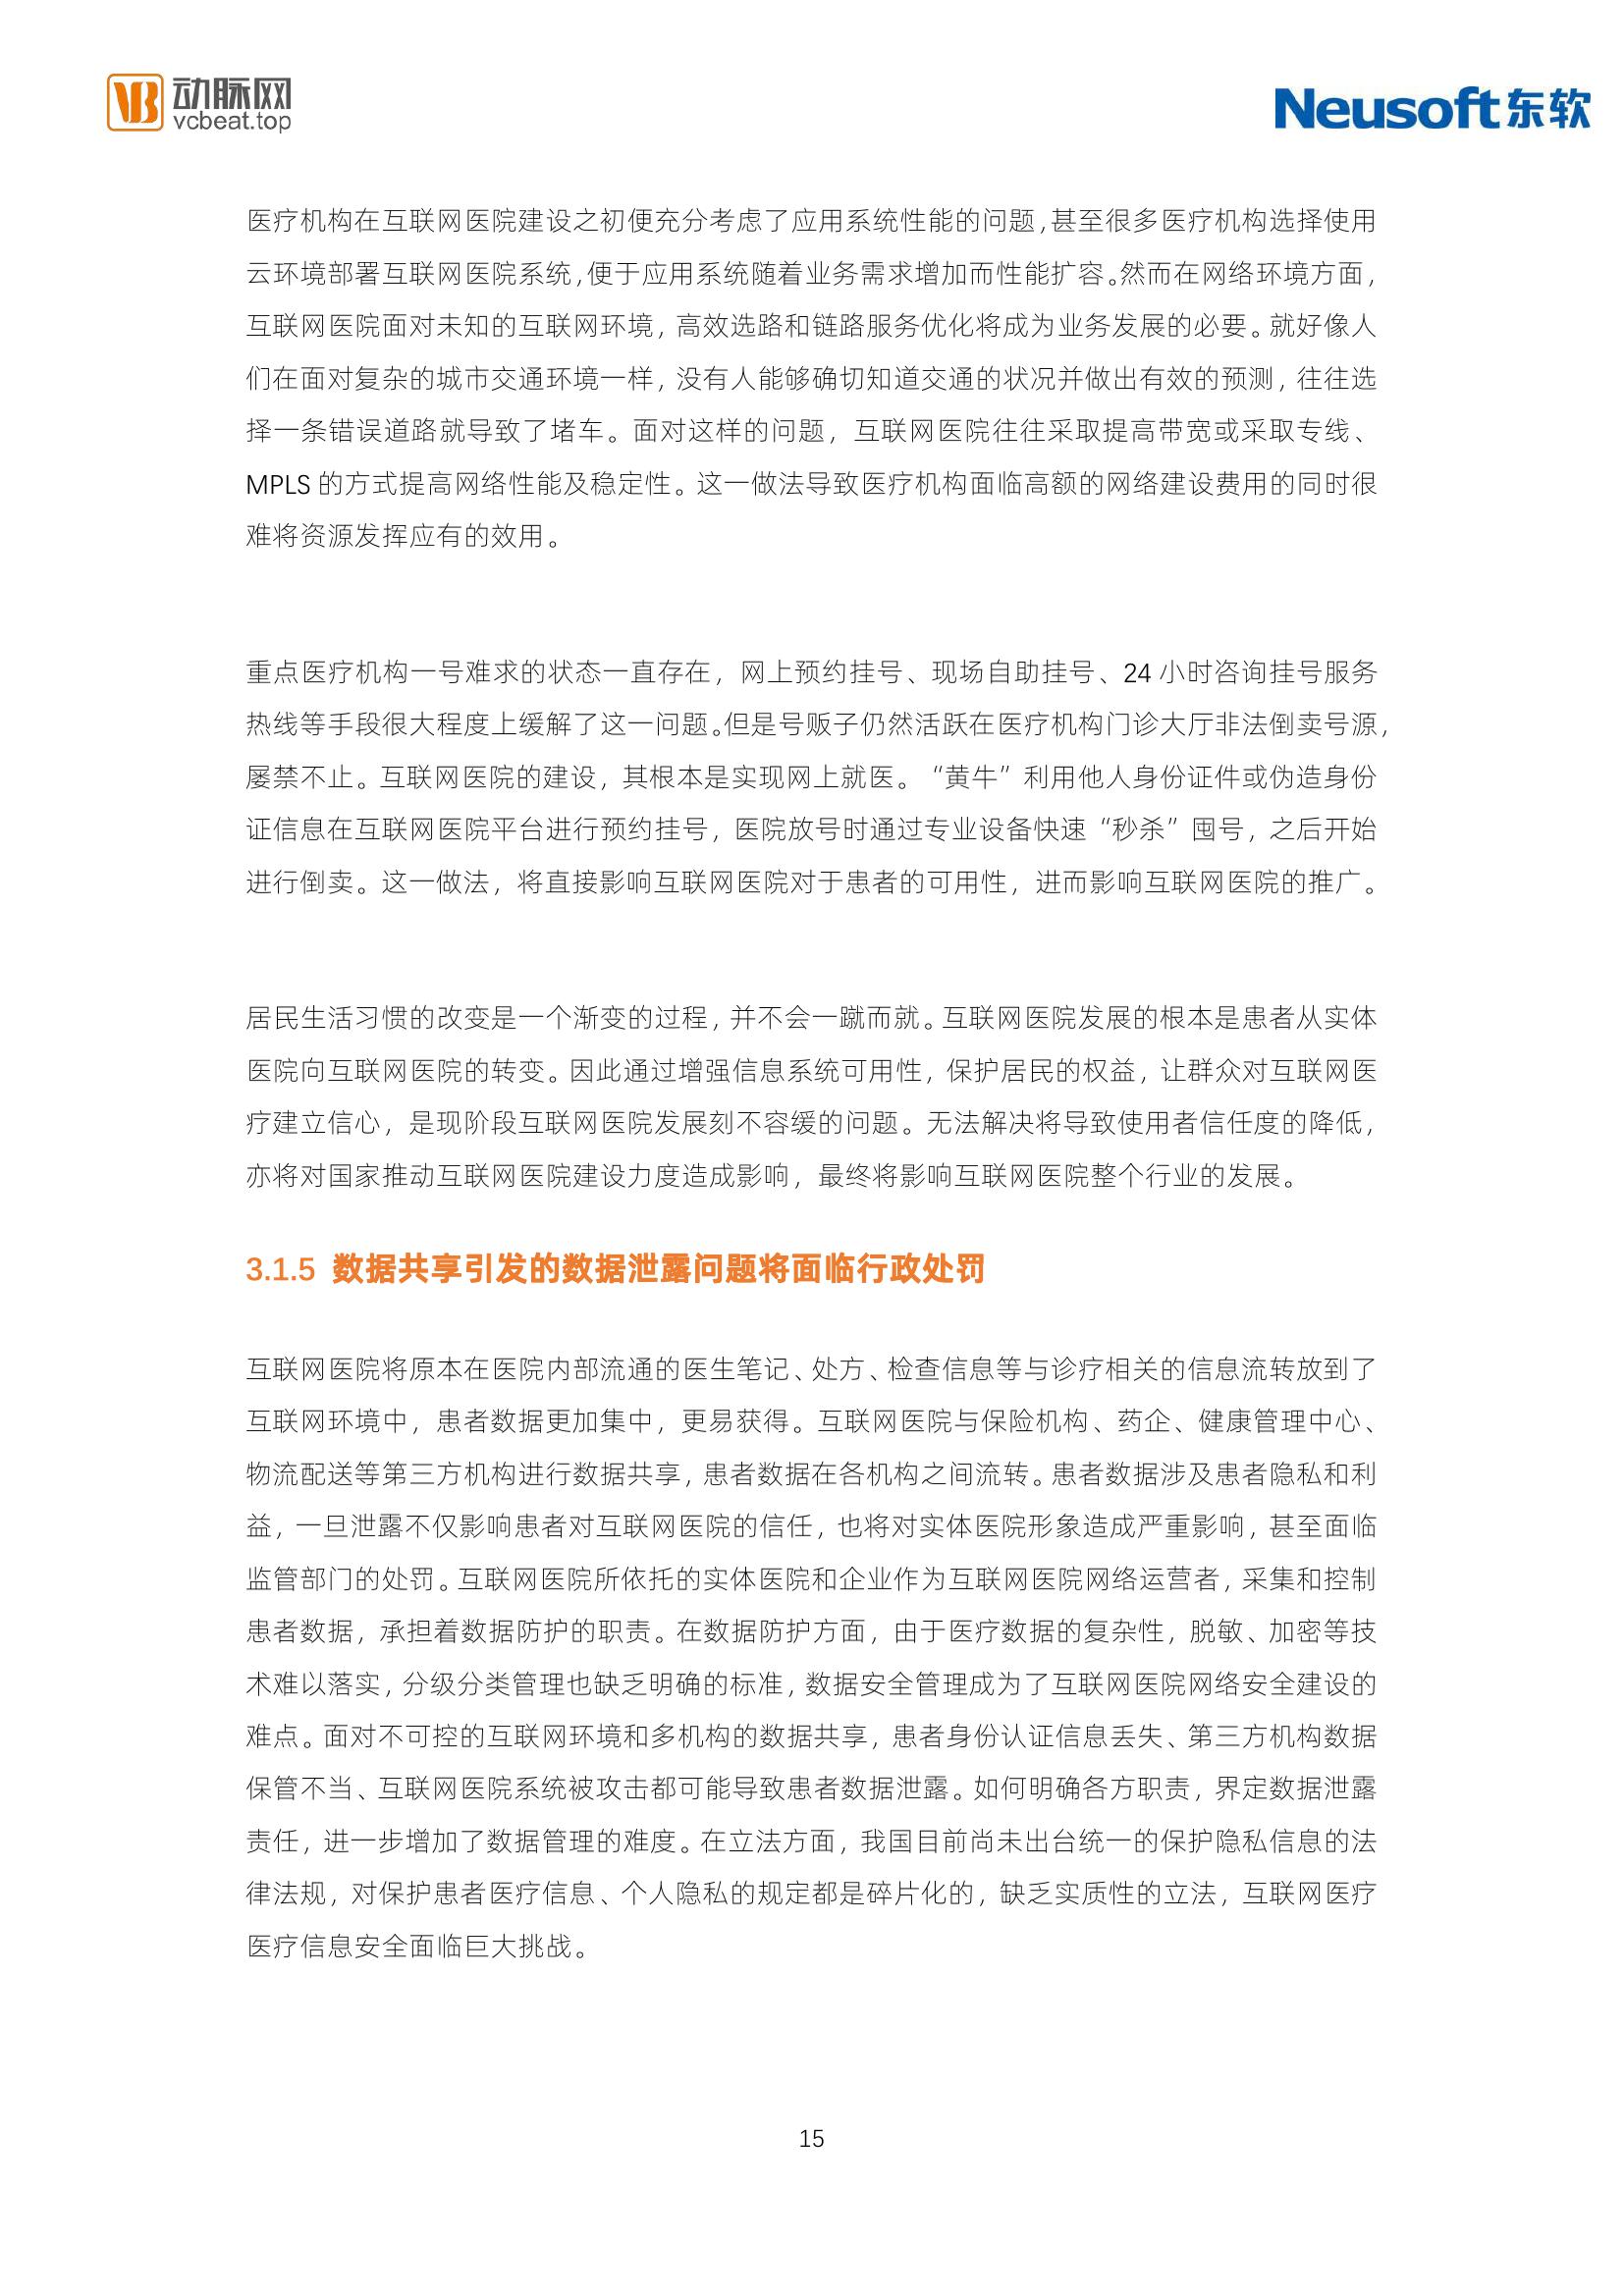 动脉网
vcbeat.top
Neusoft东软
医疗机构在互联网医院建设之初便充分考虑了应用系统性能的问题,甚至很多医疗机构选择使用
云环境部署互联网医院系统,便于应用系统随着业务需求增加而性能扩容。然而在网络环境方面，
互联网医院面对未知的互联网环境，高效选路和链路服务优化将成为业务发展的必要。就好像人
们在面对复杂的城市交通环境一样，没有人能够确切知道交通的状况并做出有效的预测，往往选
择一条错误道路就导致了堵车。面对这样的问题，互联网医院往往采取提高带宽或采取专线、
MPLS 的方式提高网络性能及稳定性。这一做法导致医疗机构面临高额的网络建设费用的同时很
难将资源发挥应有的效用。
重点医疗机构一号难求的状态一直存在，网上预约挂号、现场自助挂号、24 小时咨询挂号服务
热线等手段很大程度上缓解了这一问题。但是号贩子仍然活跃在医疗机构门诊大厅非法倒卖号源，
屡禁不止。互联网医院的建设，其根本是实现网上就医。“黄牛”利用他人身份证件或伪造身份
证信息在互联网医院平台进行预约挂号，医院放号时通过专业设备快速“秒杀”囤号，之后开始
进行倒卖。这一做法，将直接影响互联网医院对于患者的可用性，进而影响互联网医院的推广。
居民生活习惯的改变是一个渐变的过程，并不会一蹴而就。互联网医院发展的根本是患者从实体
医院向互联网医院的转变。因此通过增强信息系统可用性，保护居民的权益，让群众对互联网医
疗建立信心，是现阶段互联网医院发展刻不容缓的问题。无法解决将导致使用者信任度的降低，
亦将对国家推动互联网医院建设力度造成影响，最终将影响互联网医院整个行业的发展。
3.1.5 数据共享引发的数据泄露问题将面临行政处罚
互联网医院将原本在医院内部流通的医生笔记、处方、检查信息等与诊疗相关的信息流转放到了
互联网环境中，患者数据更加集中，更易获得。互联网医院与保险机构、药企、健康管理中心、
物流配送等第三方机构进行数据共享，患者数据在各机构之间流转。患者数据涉及患者隐私和利
益，一旦泄露不仅影响患者对互联网医院的信任，也将对实体医院形象造成严重影响，甚至面临
监管部门的处罚。互联网医院所依托的实体医院和企业作为互联网医院网络运营者，采集和控制
患者数据，承担着数据防护的职责。在数据防护方面，由于医疗数据的复杂性，脱敏、加密等技
术难以落实，分级分类管理也缺乏明确的标准，数据安全管理成为了互联网医院网络安全建设的
难点。面对不可控的互联网环境和多机构的数据共享，患者身份认证信息丢失、第三方机构数据
保管不当、互联网医院系统被攻击都可能导致患者数据泄露。如何明确各方职责，界定数据泄露
责任，进一步增加了数据管理的难度。在立法方面，我国目前尚未出台统一的保护隐私信息的法
律法规，对保护患者医疗信息、个人隐私的规定都是碎片化的，缺乏实质性的立法，互联网医疗
医疗信息安全面临巨大挑战。
15